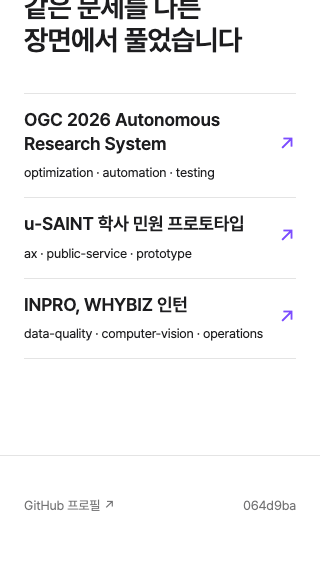 같은 문제를 다른
장면에서 풀었습니다
OGC 2026 Autonomous
Research System
optimization · automation · testing
u-SAINT 학사 민원 프로토타입
ax · public-service · prototype
INPRO, WHYBIZ 인턴
data-quality · computer-vision · operations
GitHub 프로필 ↗
064d9ba